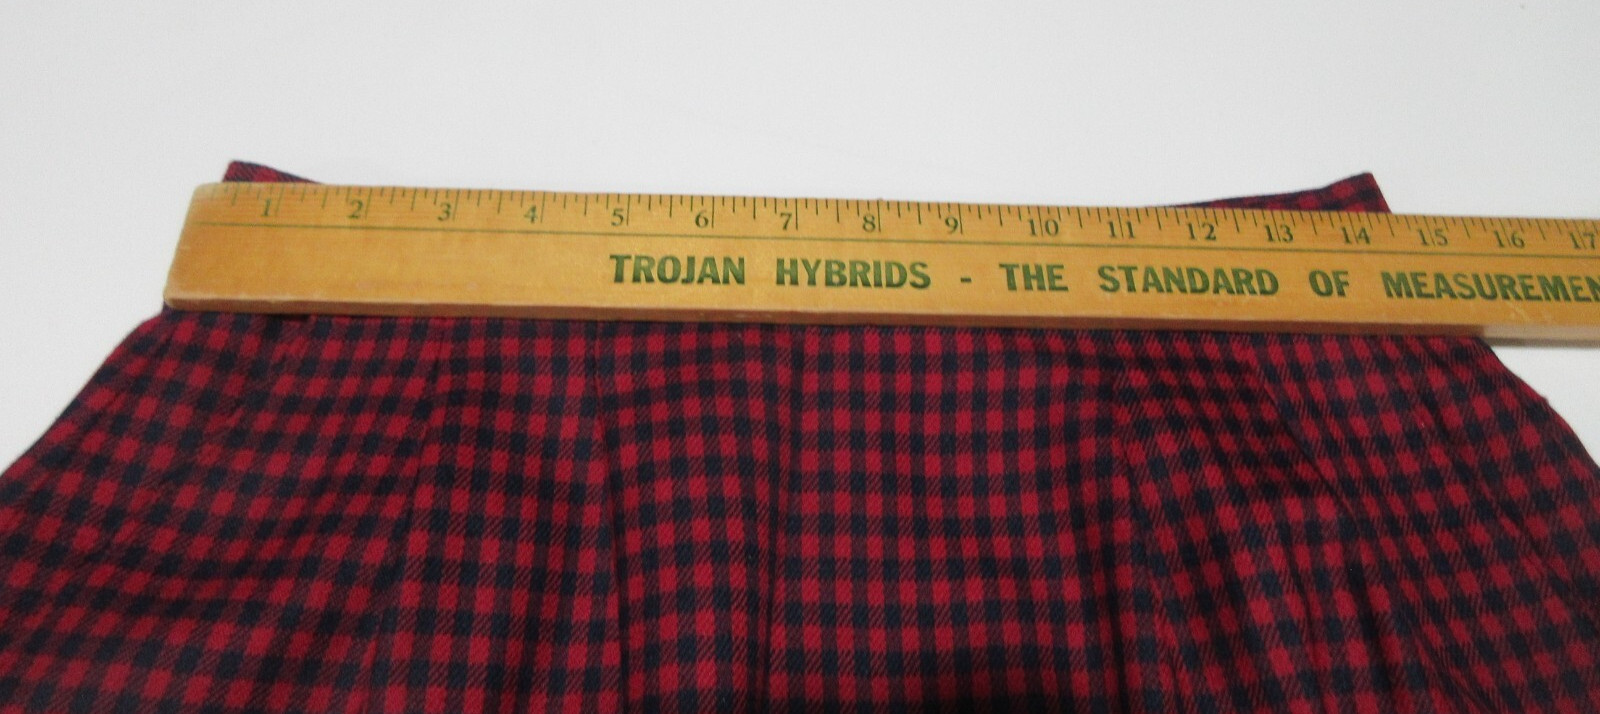 1 2 3 4 5 6 7 8 9 10 11 12 13 14 15 16 17
TROJAN HYBRIDS - THE STANDARD OF MEASUREMEN